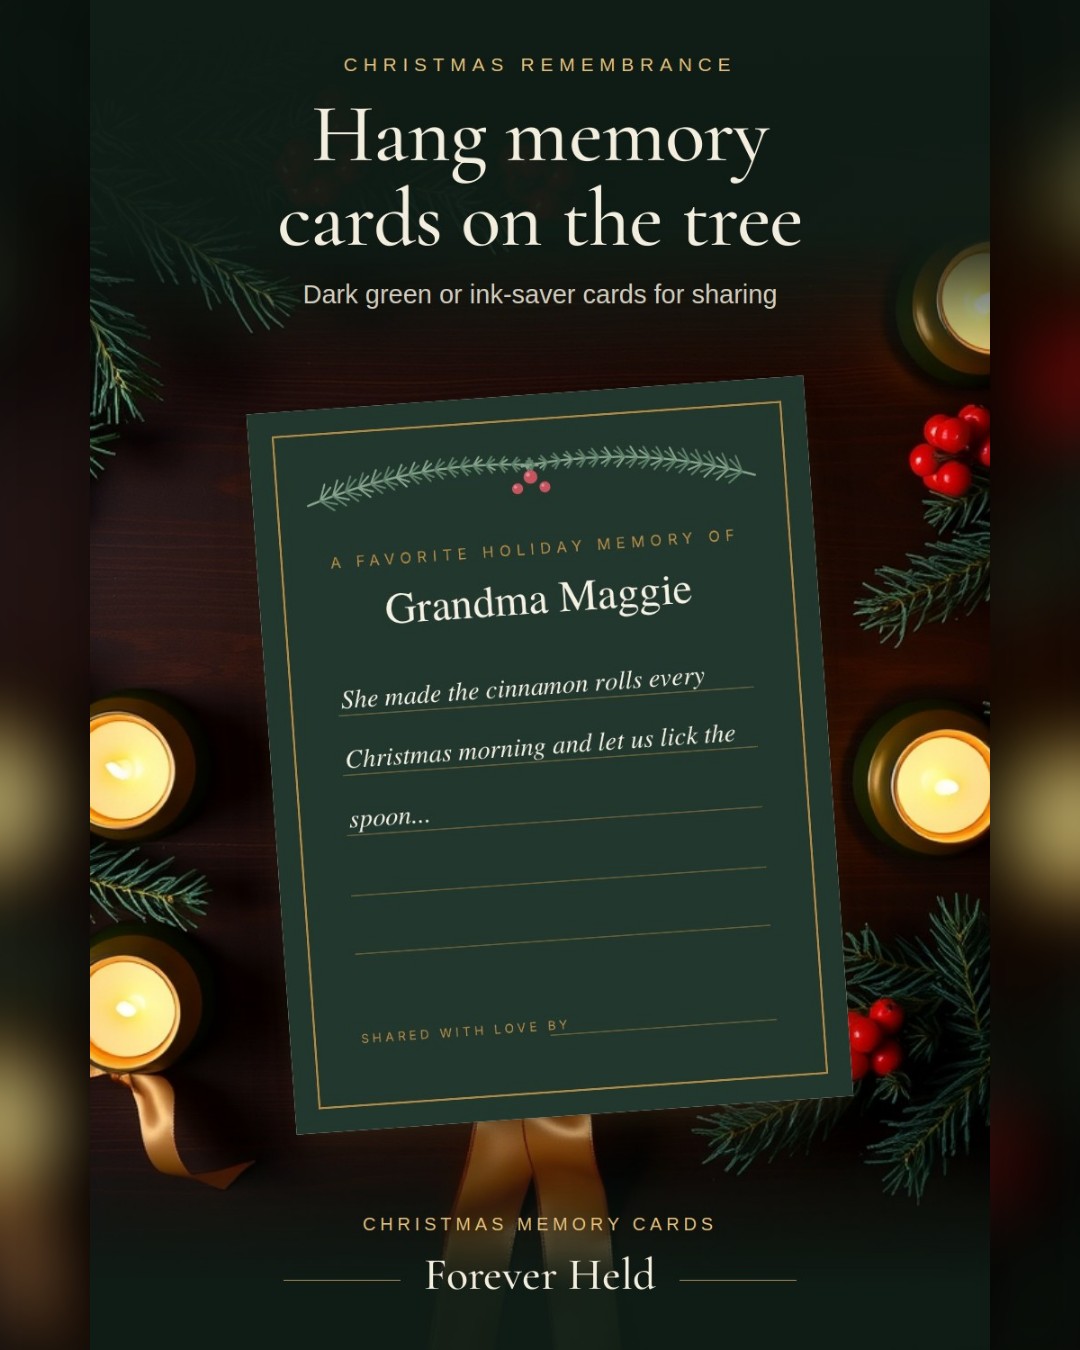 CHRISTMAS REMEMBRANCE
Hang memory
cards on the tree
Dark green or ink-saver cards for sharing
A FAVORITE HOLIDAY MEMORY OF
Grandma Maggie
She made the cinnamon rolls every
Christmas morning and let us lick the
spoon...
SHARED WITH LOVE BY
CHRISTMAS MEMORY CARDS
Forever Held